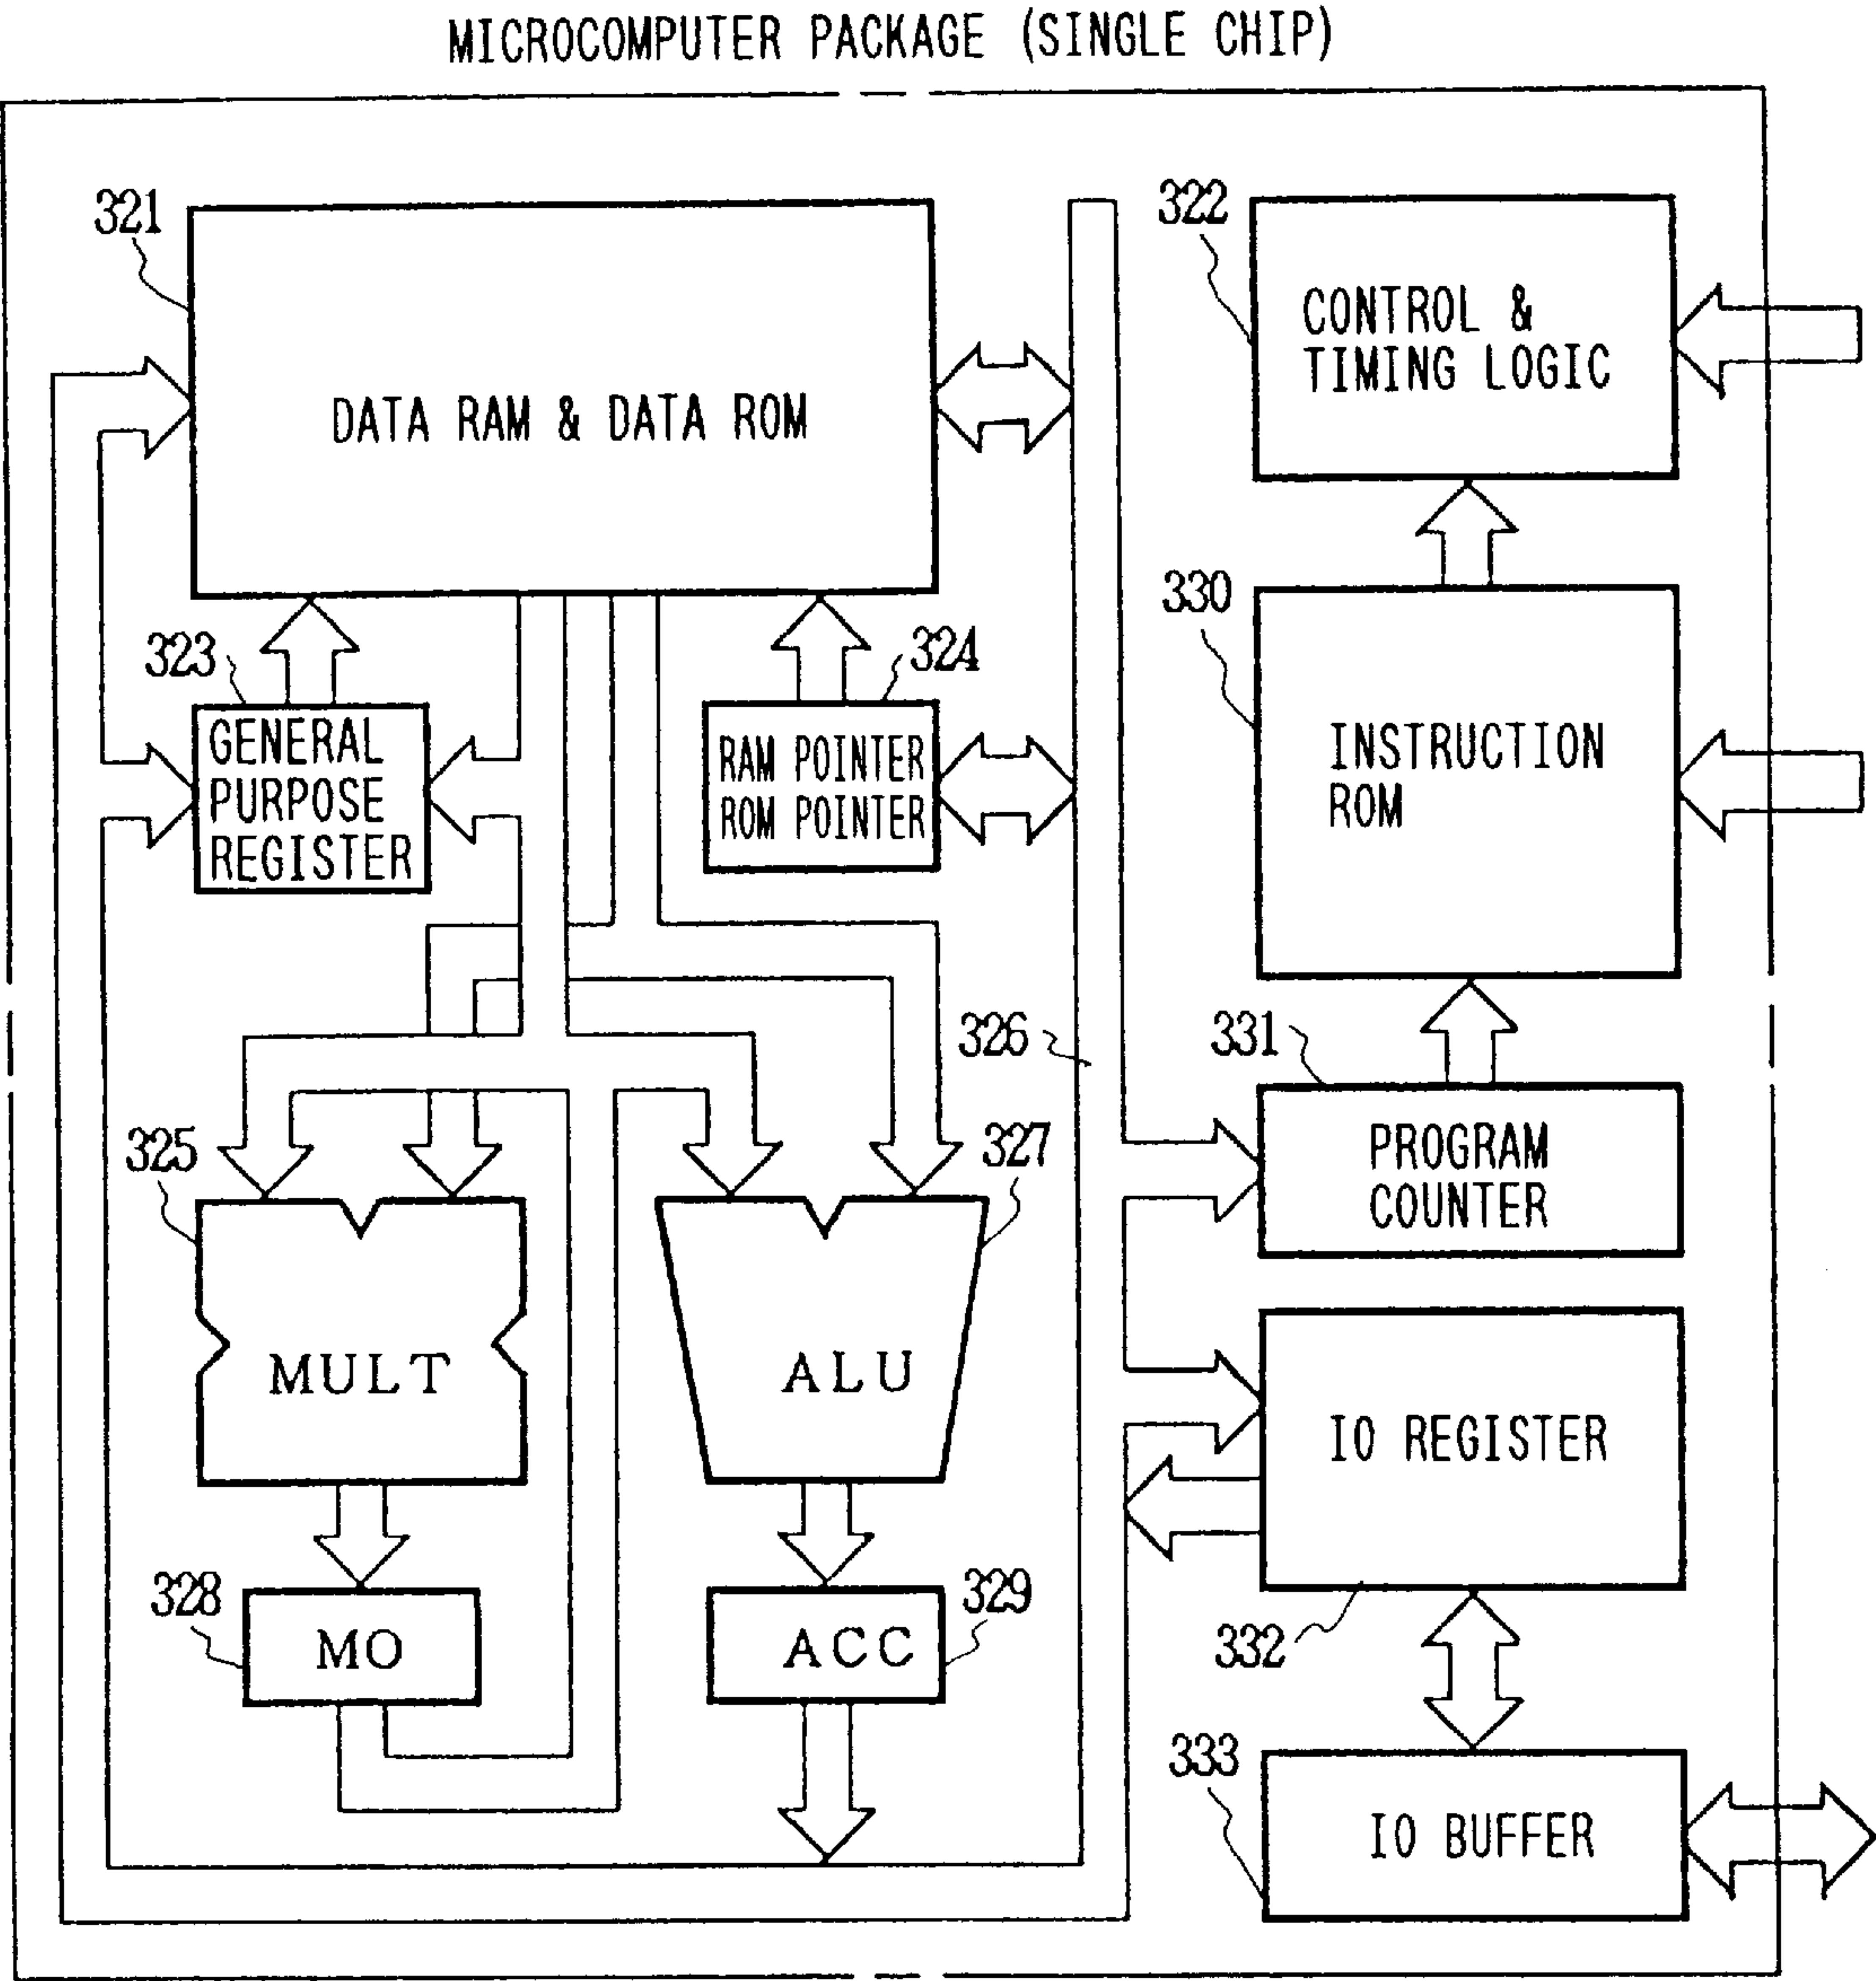 MICROCOMPUTER PACKAGE (SINGLE CHIP)
321
322
CONTROL &
TIMING LOGIC
DATA RAM & DATA ROM
330
323
324
GENERAL
PURPOSE
REGISTER
RAM POINTER
ROM POINTER
INSTRUCTION
ROM
326
331
325
327
PROGRAM
COUNTER
MULT
ALU
IO REGISTER
328
329
MO
ACC
332
333
IO BUFFER